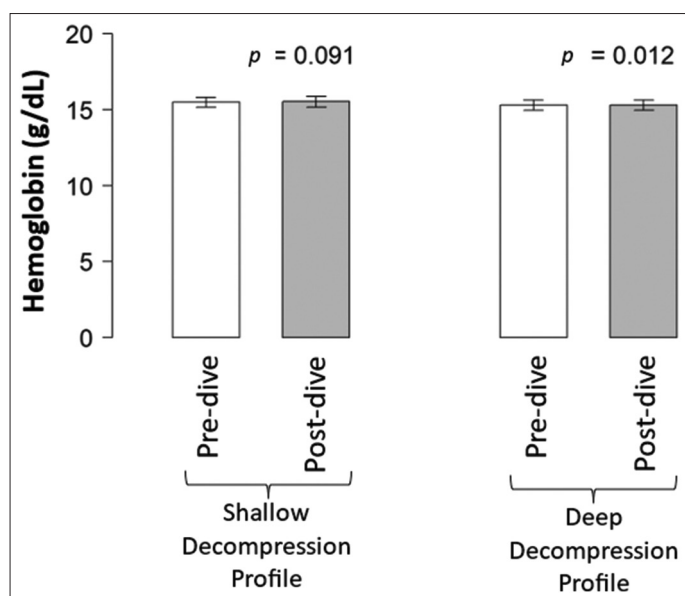 Hemoglobin (g/dL)
20
15
10
5
0
p = 0.091
p = 0.012
Pre-dive
Post-dive
Pre-dive
Post-dive
Shallow
Decompression
Profile
Deep
Decompression
Profile